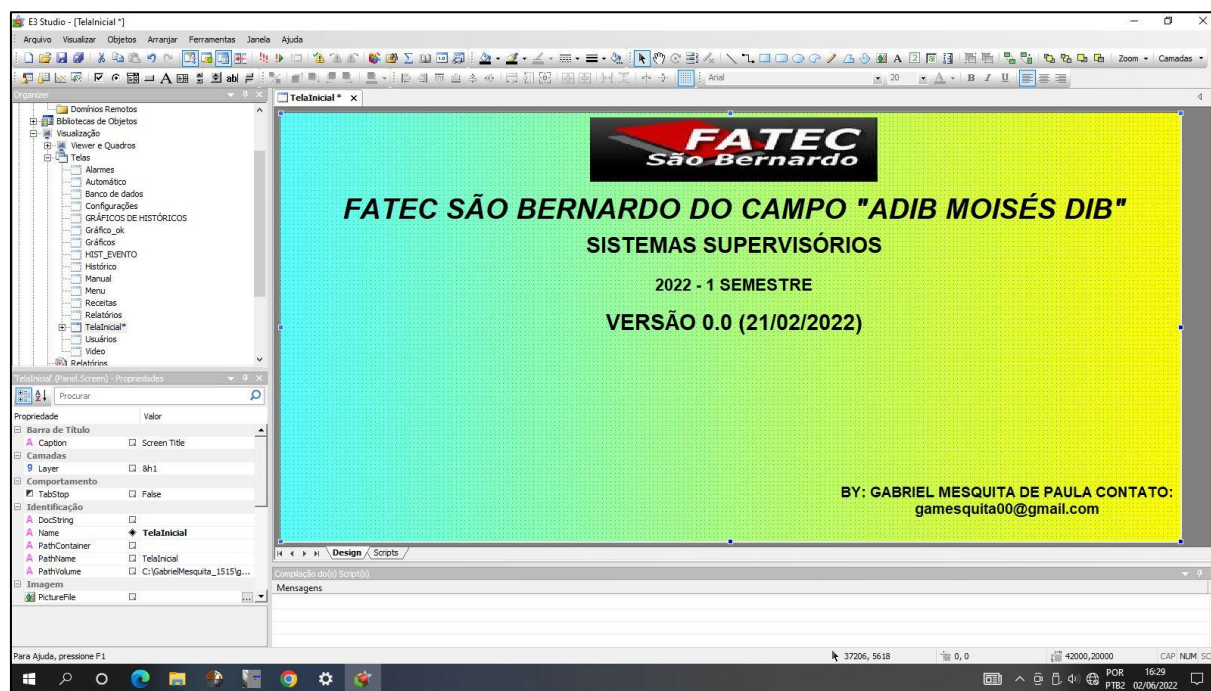 E3 Studio - [TelaInicial *]
Arquivo Visualizar Objetos Arranjar Ferramentas Janela Ajuda
Zoom Camadas
Arial 20
Organizer
TelaInicial *
Domínios Remotos
Bibliotecas de Objetos
Visualização
Viewer e Quadros
Telas
Alarmes
Automático
Banco de dados
Configurações
GRÁFICOS DE HISTÓRICOS
Gráfico_ok
Gráficos
HIST_EVENTO
Histórico
Manual
Menu
Receitas
Relatórios
TelaInicial*
Usuários
Video
Relatórios
FATEC
São Bernardo
FATEC SÃO BERNARDO DO CAMPO "ADIB MOISÉS DIB"
SISTEMAS SUPERVISÓRIOS
2022 - 1 SEMESTRE
VERSÃO 0.0 (21/02/2022)
BY: GABRIEL MESQUITA DE PAULA CONTATO:
gamesquita00@gmail.com
'TelaInicial' (Panel.Screen) - Propriedades
Procurar
Propriedade Valor
Barra de Título
Caption Screen Title
Camadas
Layer &h1
Comportamento
TabStop False
Identificação
DocString
Name TelaInicial
PathContainer
PathName TelaInicial
PathVolume C:\GabrielMesquita_1515\g...
Imagem
PictureFile
Design Scripts
Compilação do(s) Script(s)
Mensagens
Para Ajuda, pressione F1
37206, 5618 0, 0 42000,20000 CAP NUM SC
POR 16:29
PTB2 02/06/2022